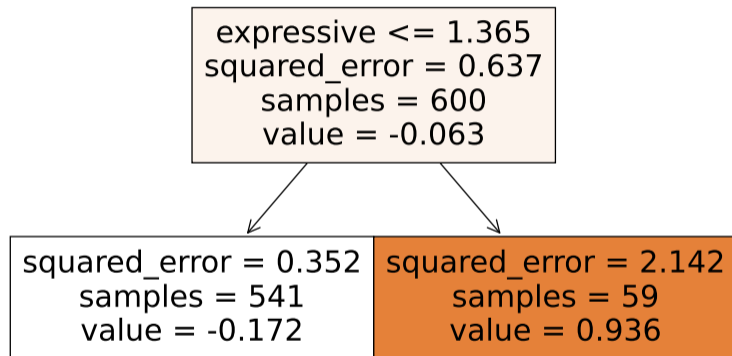 expressive <= 1.365
squared_error = 0.637
samples = 600
value = -0.063
squared_error = 0.352
samples = 541
value = -0.172
squared_error = 2.142
samples = 59
value = 0.936